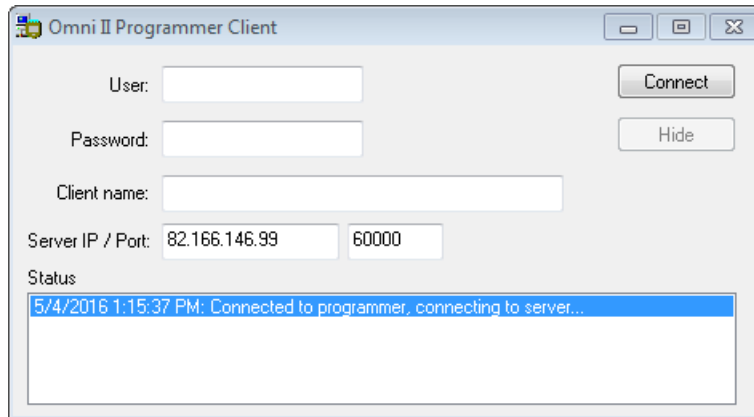 Omni II Programmer Client
User:
Connect
Password:
Hide
Client name:
Server IP / Port: 82.166.146.99 60000
Status
5/4/2016 1:15:37 PM: Connected to programmer, connecting to server...